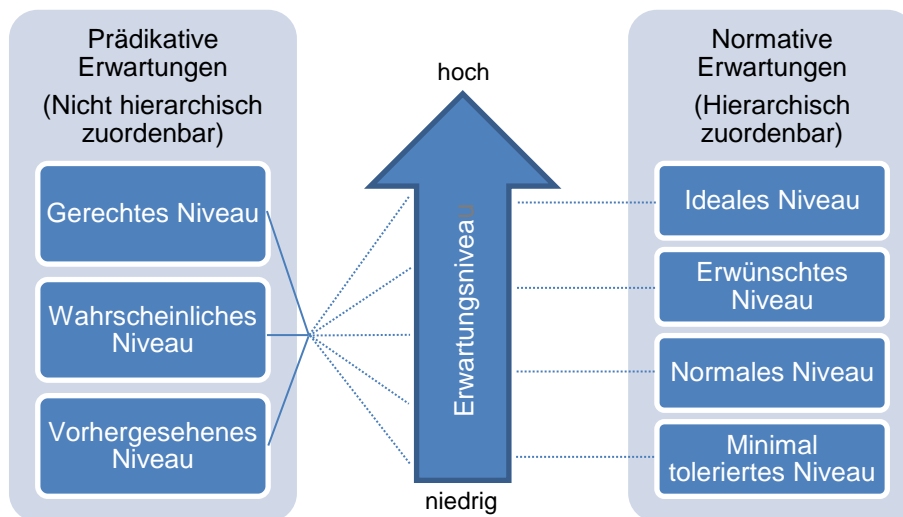 Prädikative
Erwartungen
(Nicht hierarchisch
zuordenbar)
Gerechtes Niveau
Wahrscheinliches
Niveau
Vorhergesehenes
Niveau
hoch
Erwartungsniveau
niedrig
Normative
Erwartungen
(Hierarchisch
zuordenbar)
Ideales Niveau
Erwünschtes
Niveau
Normales Niveau
Minimal
toleriertes Niveau